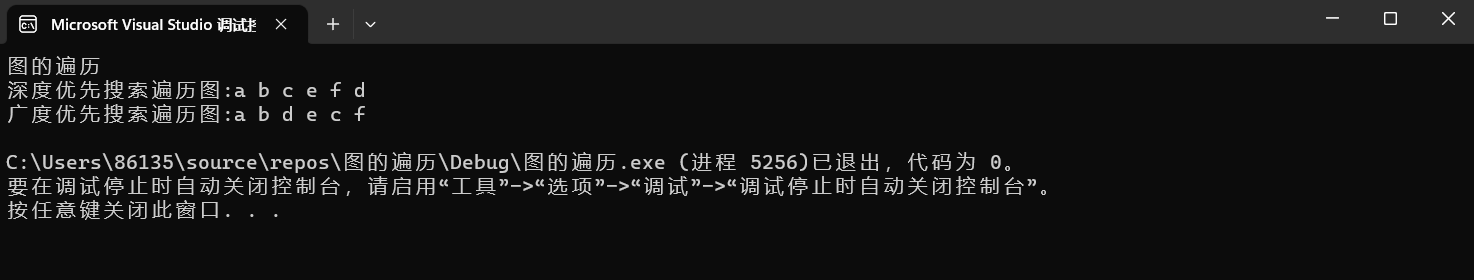 Microsoft Visual Studio 调试
图的遍历
深度优先搜索遍历图:a b c e f d
广度优先搜索遍历图:a b d e c f
C:\Users\86135\source\repos\图的遍历\Debug\图的遍历.exe (进程 5256)已退出，代码为 0。
要在调试停止时自动关闭控制台，请启用“工具”->“选项”->“调试”->“调试停止时自动关闭控制台”。
按任意键关闭此窗口. . .